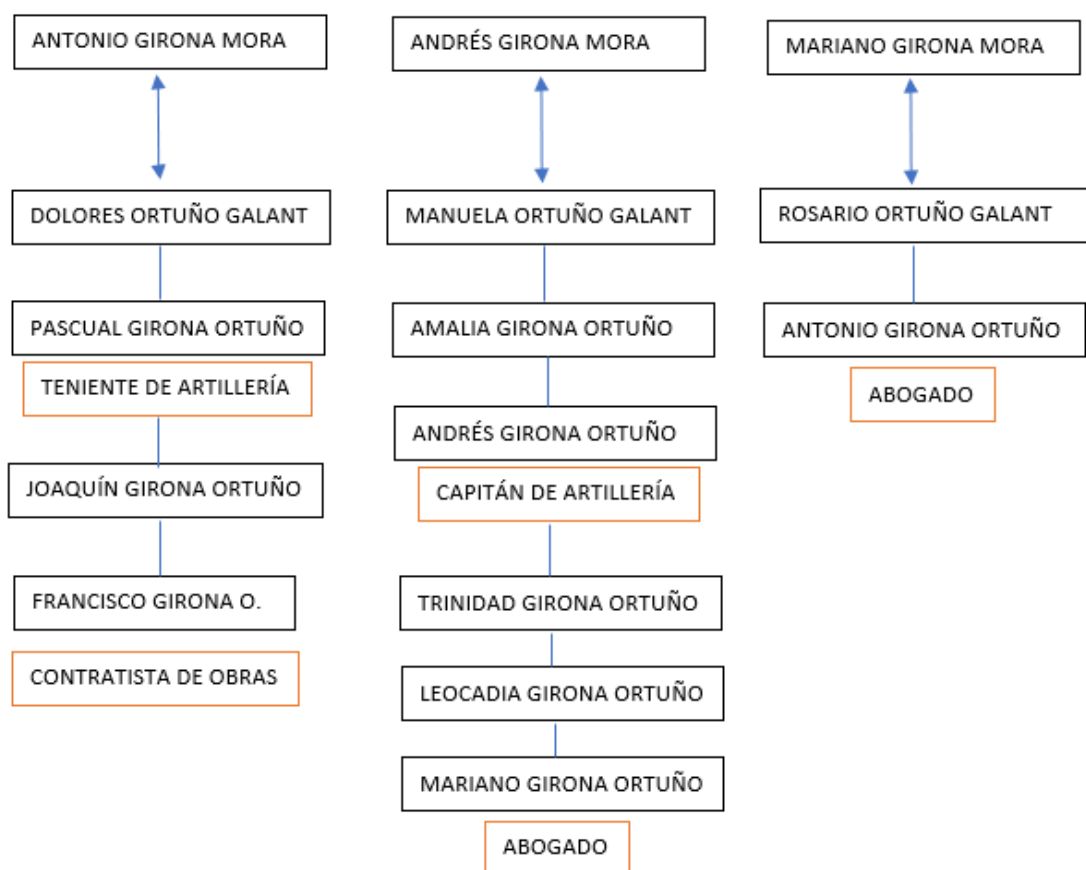 ANTONIO GIRONA MORA
DOLORES ORTUÑO GALANT
PASCUAL GIRONA ORTUÑO
TENIENTE DE ARTILLERÍA
JOAQUÍN GIRONA ORTUÑO
FRANCISCO GIRONA O.
CONTRATISTA DE OBRAS
ANDRÉS GIRONA MORA
MANUELA ORTUÑO GALANT
AMALIA GIRONA ORTUÑO
ANDRÉS GIRONA ORTUÑO
CAPITÁN DE ARTILLERÍA
TRINIDAD GIRONA ORTUÑO
LEOCADIA GIRONA ORTUÑO
MARIANO GIRONA ORTUÑO
ABOGADO
MARIANO GIRONA MORA
ROSARIO ORTUÑO GALANT
ANTONIO GIRONA ORTUÑO
ABOGADO